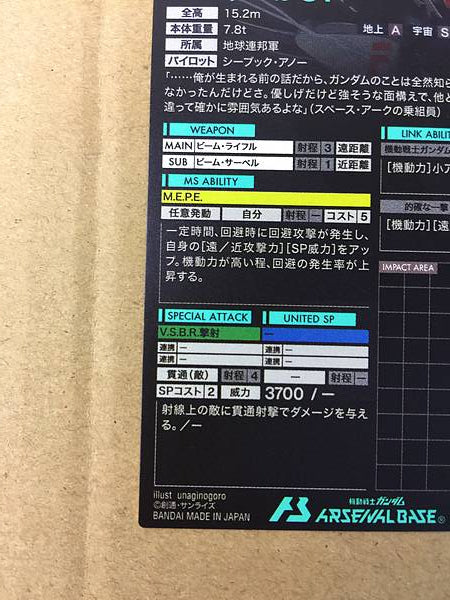 全高 15.2m
本体重量 7.8t
所属 地球連邦軍 地上 A 宇宙 S
パイロット シーブック・アノー
「……俺が生まれる前の話だから、ガンダムのことは全然知ら
なかったんだけどさ。優しげだけど強そうな面構えで、他と
違って確かに雰囲気あるよな」(スペース・アークの乗組員)
WEAPON
MAIN ビーム・ライフル 射程 3 遠距離
SUB ビーム・サーベル 射程 1 近距離
MS ABILITY
M.E.P.E.
任意発動 自分 射程 ー コスト 5
一定時間、回避時に回避攻撃が発生し、
自身の[遠/近攻撃力][SP威力]をアッ
プ。機動力が高い程、回避の発生率が上
昇する。
LINK ABILI
機動戦士ガンダム
[機動力]小ア
的確な一撃
[機動力][遠
IMPACT AREA
SPECIAL ATTACK UNITED SP
V.S.B.R.撃射 ー
連携 ー 連携 ー
連携 ー 連携 ー
貫通(敵) 射程 4 ー 射程 ー
SPコスト 2 威力 3700 /ー
射線上の敵に貫通射撃でダメージを与え
る。/ー
illust unaginogoro
©創通・サンライズ
BANDAI MADE IN JAPAN
機動戦士ガンダム
ARSENAL BASE®